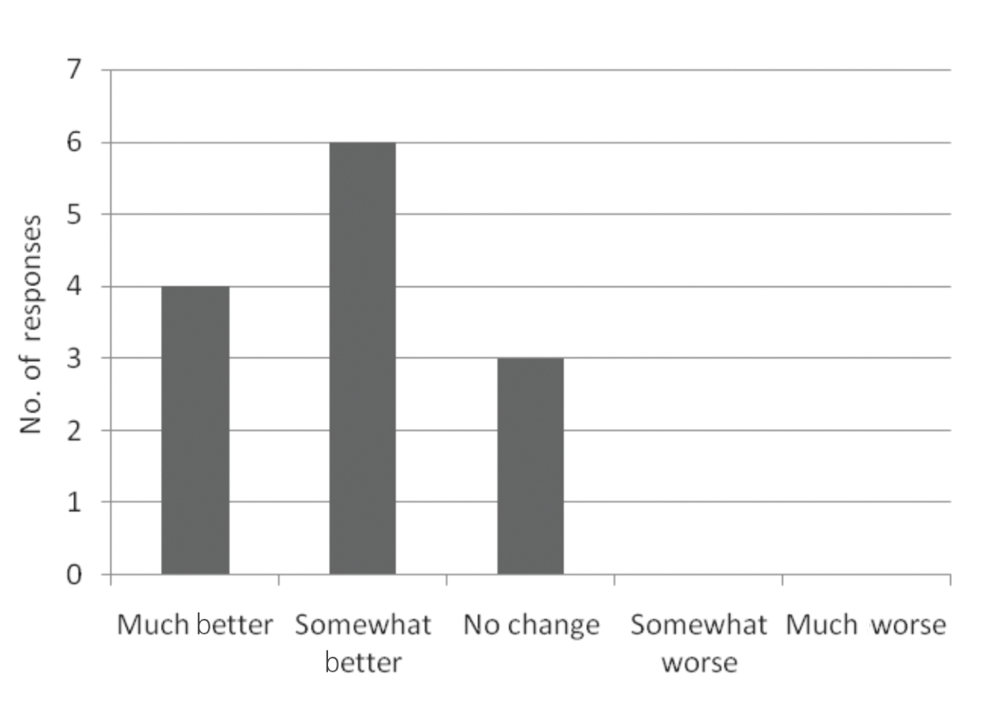 7
6
5
4
3
2
1
0
No. of responses
Much better
Somewhat
better
No change
Somewhat
worse
Much worse